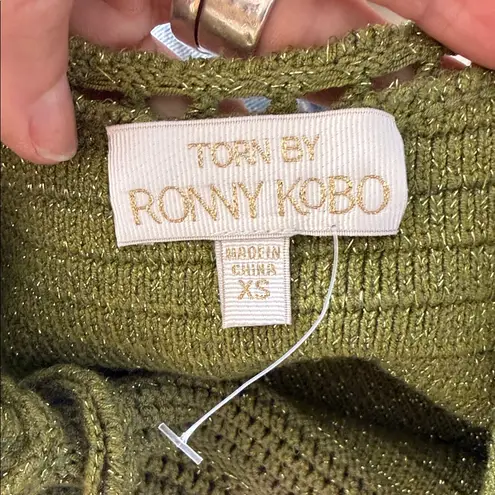 TORN BY
RONNY KOBO
MADE IN
CHINA
XS